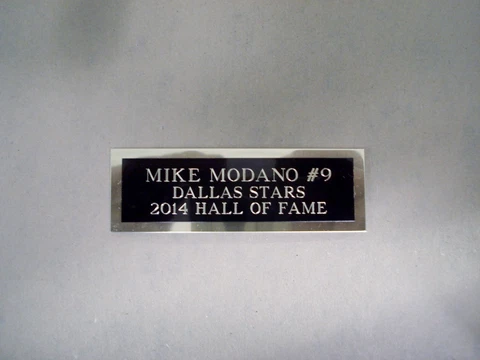 MIKE MODANO #9
DALLAS STARS
2014 HALL OF FAME